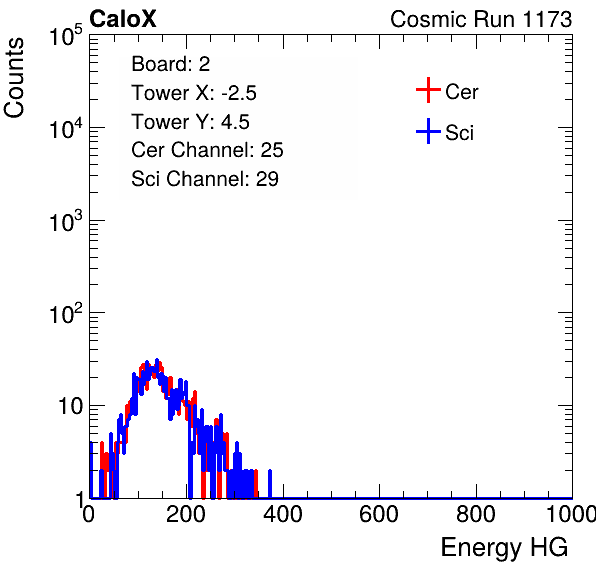 CaloX Cosmic Run 1173
Counts
Board: 2
Tower X: -2.5
Tower Y: 4.5
Cer Channel: 25
Sci Channel: 29
Cer
Sci
10^5
10^4
10^3
10^2
10
1
0 200 400 600 800 1000
Energy HG